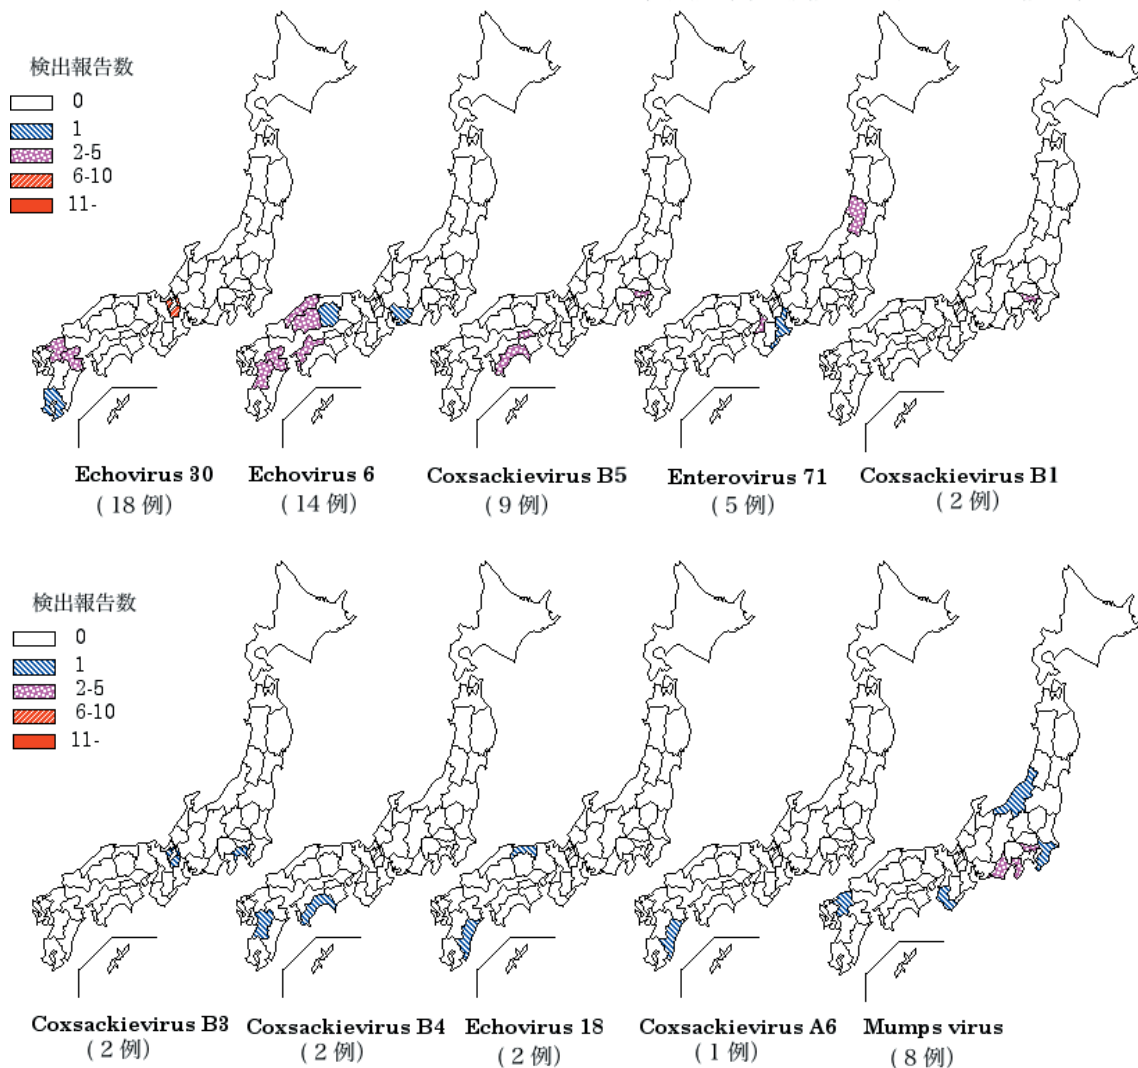 検出報告数
0
1
2-5
6-10
11-
Echovirus 30
( 18 例)
Echovirus 6
( 14 例)
Coxsackievirus B5
( 9 例)
Enterovirus 71
( 5 例)
Coxsackievirus B1
( 2 例)
検出報告数
0
1
2-5
6-10
11-
Coxsackievirus B3
( 2 例)
Coxsackievirus B4
( 2 例)
Echovirus 18
( 2 例)
Coxsackievirus A6
( 1 例)
Mumps virus
( 8 例)